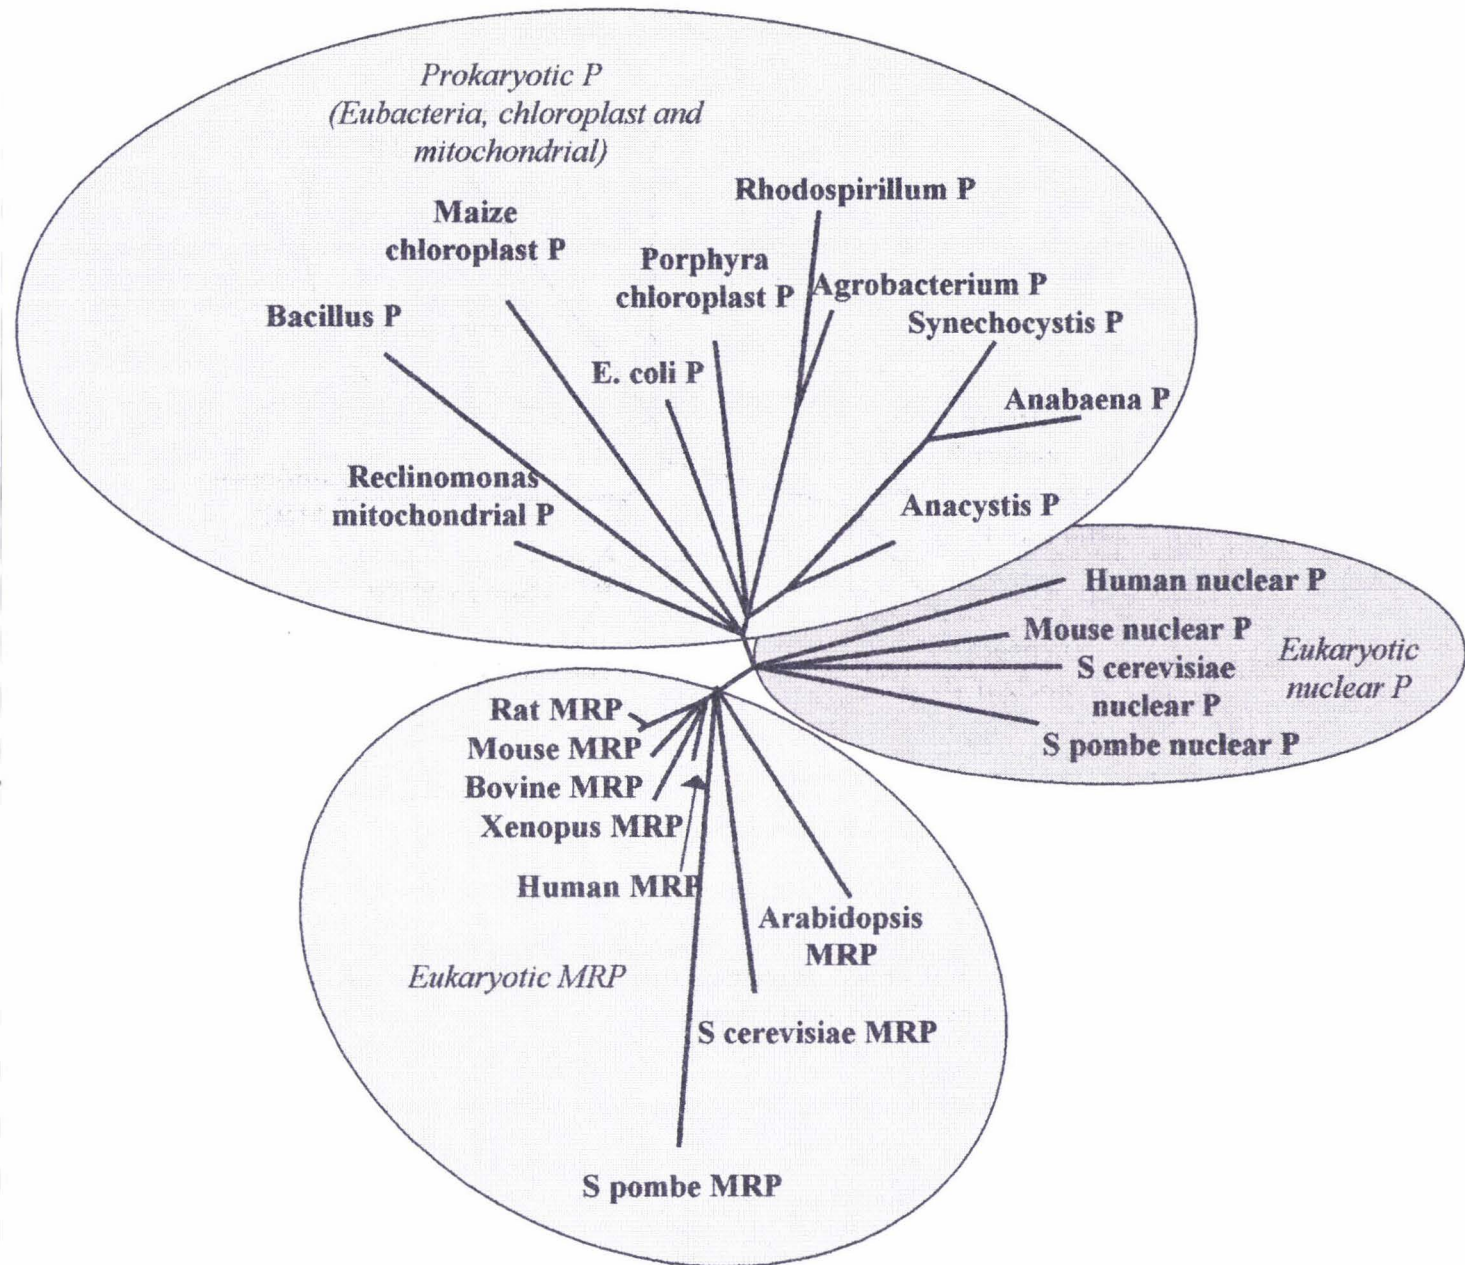 Prokaryotic P
(Eubacteria, chloroplast and
mitochondrial)
Rhodospirillum P
Maize
chloroplast P
Porphyra
chloroplast P
Agrobacterium P
Bacillus P
Synechocystis P
E. coli P
Anabaena P
Reclinomonas
mitochondrial P
Anacystis P
Human nuclear P
Mouse nuclear P
S cerevisiae
nuclear P
S pombe nuclear P
Eukaryotic
nuclear P
Rat MRP
Mouse MRP
Bovine MRP
Xenopus MRP
Human MRP
Arabidopsis
MRP
Eukaryotic MRP
S cerevisiae MRP
S pombe MRP